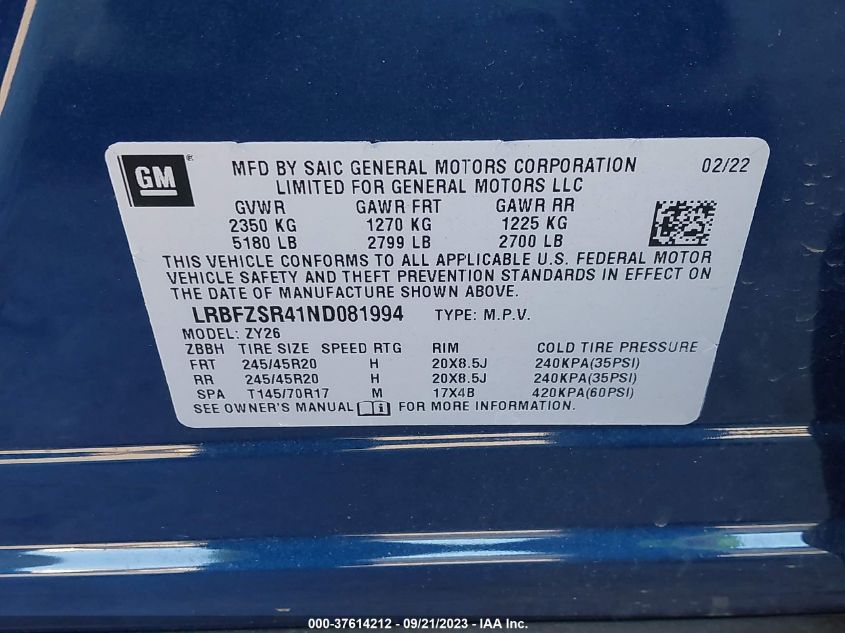 GM
®
MFD BY SAIC GENERAL MOTORS CORPORATION
LIMITED FOR GENERAL MOTORS LLC
02/22
GVWR GAWR FRT GAWR RR
2350 KG 1270 KG 1225 KG
5180 LB 2799 LB 2700 LB
THIS VEHICLE CONFORMS TO ALL APPLICABLE U.S. FEDERAL MOTOR
VEHICLE SAFETY AND THEFT PREVENTION STANDARDS IN EFFECT ON
THE DATE OF MANUFACTURE SHOWN ABOVE.
LRBFZSR41ND081994 TYPE: M.P.V.
MODEL: ZY26
ZBBH TIRE SIZE SPEED RTG RIM COLD TIRE PRESSURE
FRT 245/45R20 H 20X8.5J 240KPA(35PSI)
RR 245/45R20 H 20X8.5J 240KPA(35PSI)
SPA T145/70R17 M 17X4B 420KPA(60PSI)
SEE OWNER'S MANUAL FOR MORE INFORMATION.
000-37614212 - 09/21/2023 - IAA Inc.